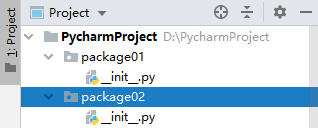 1: Project
Project
PycharmProject D:\PycharmProject
package01
__init__.py
package02
__init__.py